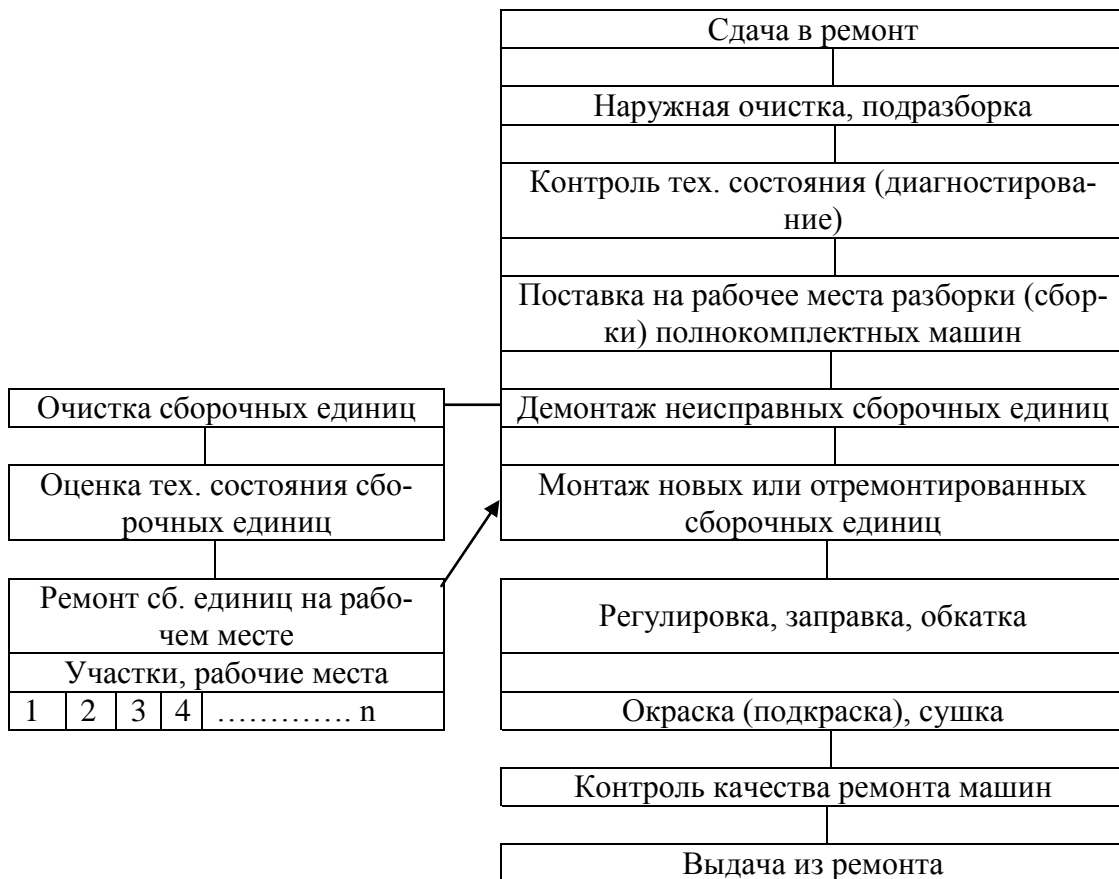 Сдача в ремонт
Наружная очистка, подразборка
Контроль тех. состояния (диагностирова-
ние)
Поставка на рабочее места разборки (сбор-
ки) полнокомплектных машин
Очистка сборочных единиц
Демонтаж неисправных сборочных единиц
Оценка тех. состояния сбо-
рочных единиц
Монтаж новых или отремонтированных
сборочных единиц
Ремонт сб. единиц на рабо-
чем месте
Регулировка, заправка, обкатка
Участки, рабочие места
1 2 3 4 …………. n
Окраска (подкраска), сушка
Контроль качества ремонта машин
Выдача из ремонта